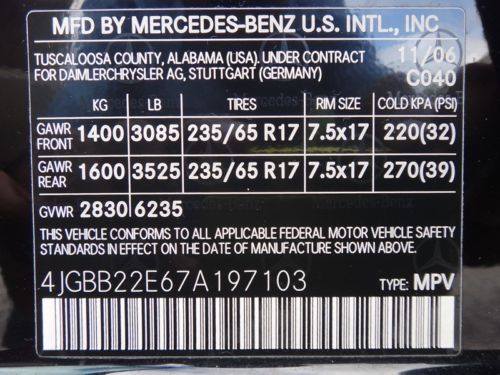 MFD BY MERCEDES-BENZ U.S. INTL., INC
TUSCALOOSA COUNTY, ALABAMA (USA). UNDER CONTRACT 11/06
FOR DAIMLERCHRYSLER AG, STUTTGART (GERMANY) C040
KG LB TIRES RIM SIZE COLD KPA (PSI)
GAWR FRONT 1400 3085 235/65 R17 7.5x17 220(32)
GAWR REAR 1600 3525 235/65 R17 7.5x17 270(39)
GVWR 2830 6235
THIS VEHICLE CONFORMS TO ALL APPLICABLE FEDERAL MOTOR VEHICLE SAFETY
STANDARDS IN EFFECT ON THE DATE OF MANUFACTURE SHOWN ABOVE.
4JGBB22E67A197103 TYPE: MPV